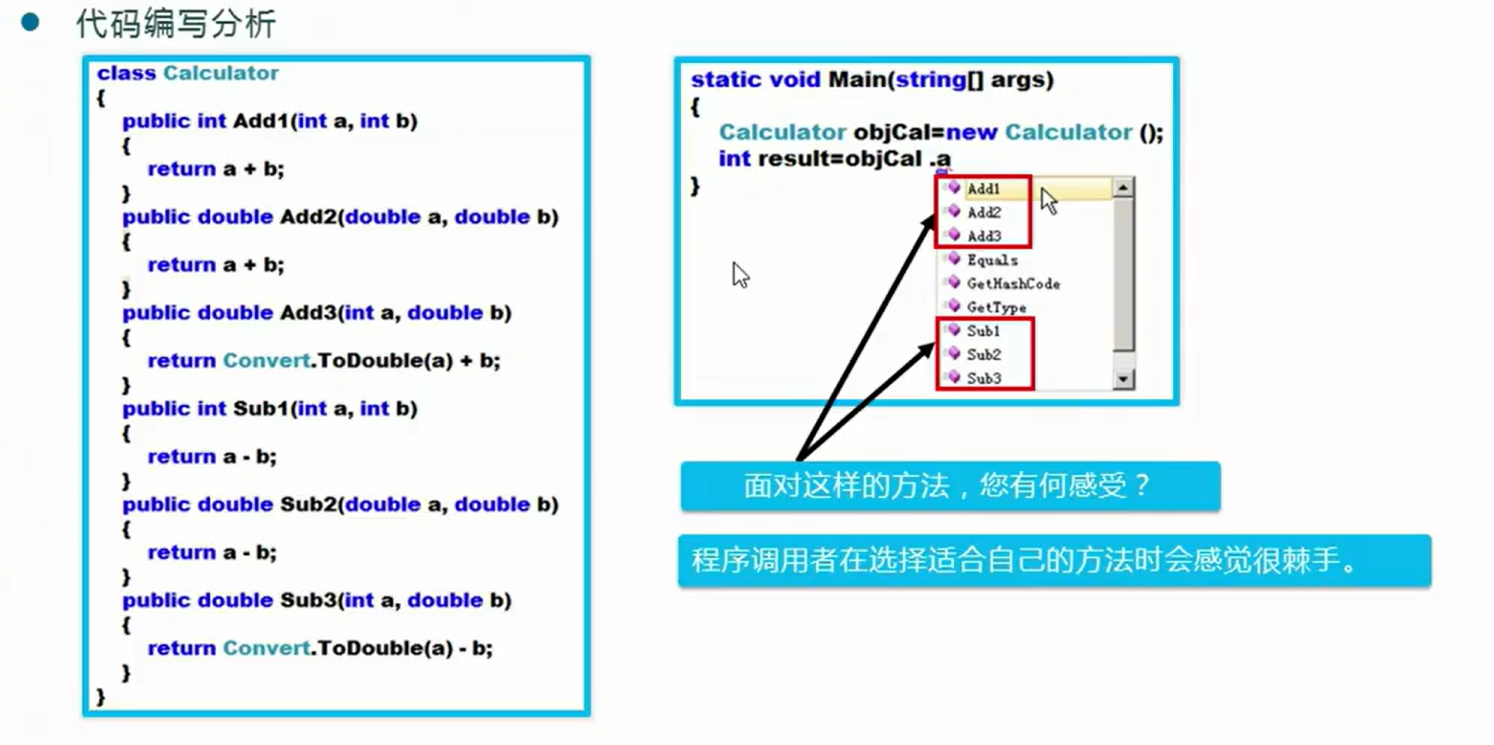 代码编写分析
class Calculator
{
public int Add1(int a, int b)
{
return a + b;
}
public double Add2(double a, double b)
{
return a + b;
}
public double Add3(int a, double b)
{
return Convert.ToDouble(a) + b;
}
public int Sub1(int a, int b)
{
return a - b;
}
public double Sub2(double a, double b)
{
return a - b;
}
public double Sub3(int a, double b)
{
return Convert.ToDouble(a) - b;
}
}
static void Main(string[] args)
{
Calculator objCal=new Calculator ();
int result=objCal .a
}
Add1
Add2
Add3
Equals
GetHashCode
GetType
Sub1
Sub2
Sub3
面对这样的方法，您有何感受？
程序调用者在选择适合自己的方法时会感觉很棘手。